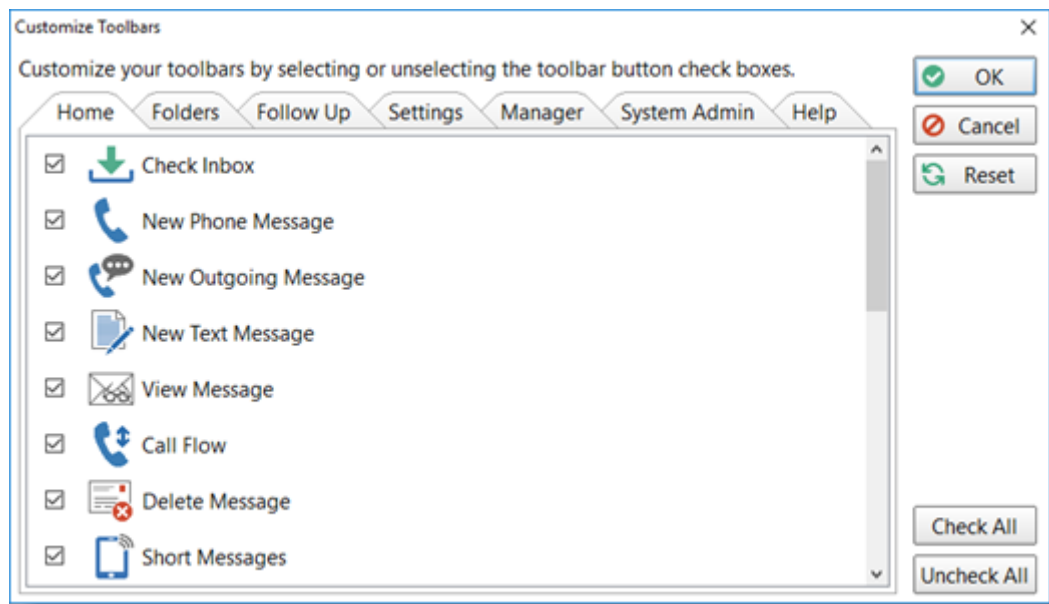 Customize Toolbars
Customize your toolbars by selecting or unselecting the toolbar button check boxes.
Home Folders Follow Up Settings Manager System Admin Help
Check Inbox
New Phone Message
New Outgoing Message
New Text Message
View Message
Call Flow
Delete Message
Short Messages
OK
Cancel
Reset
Check All
Uncheck All